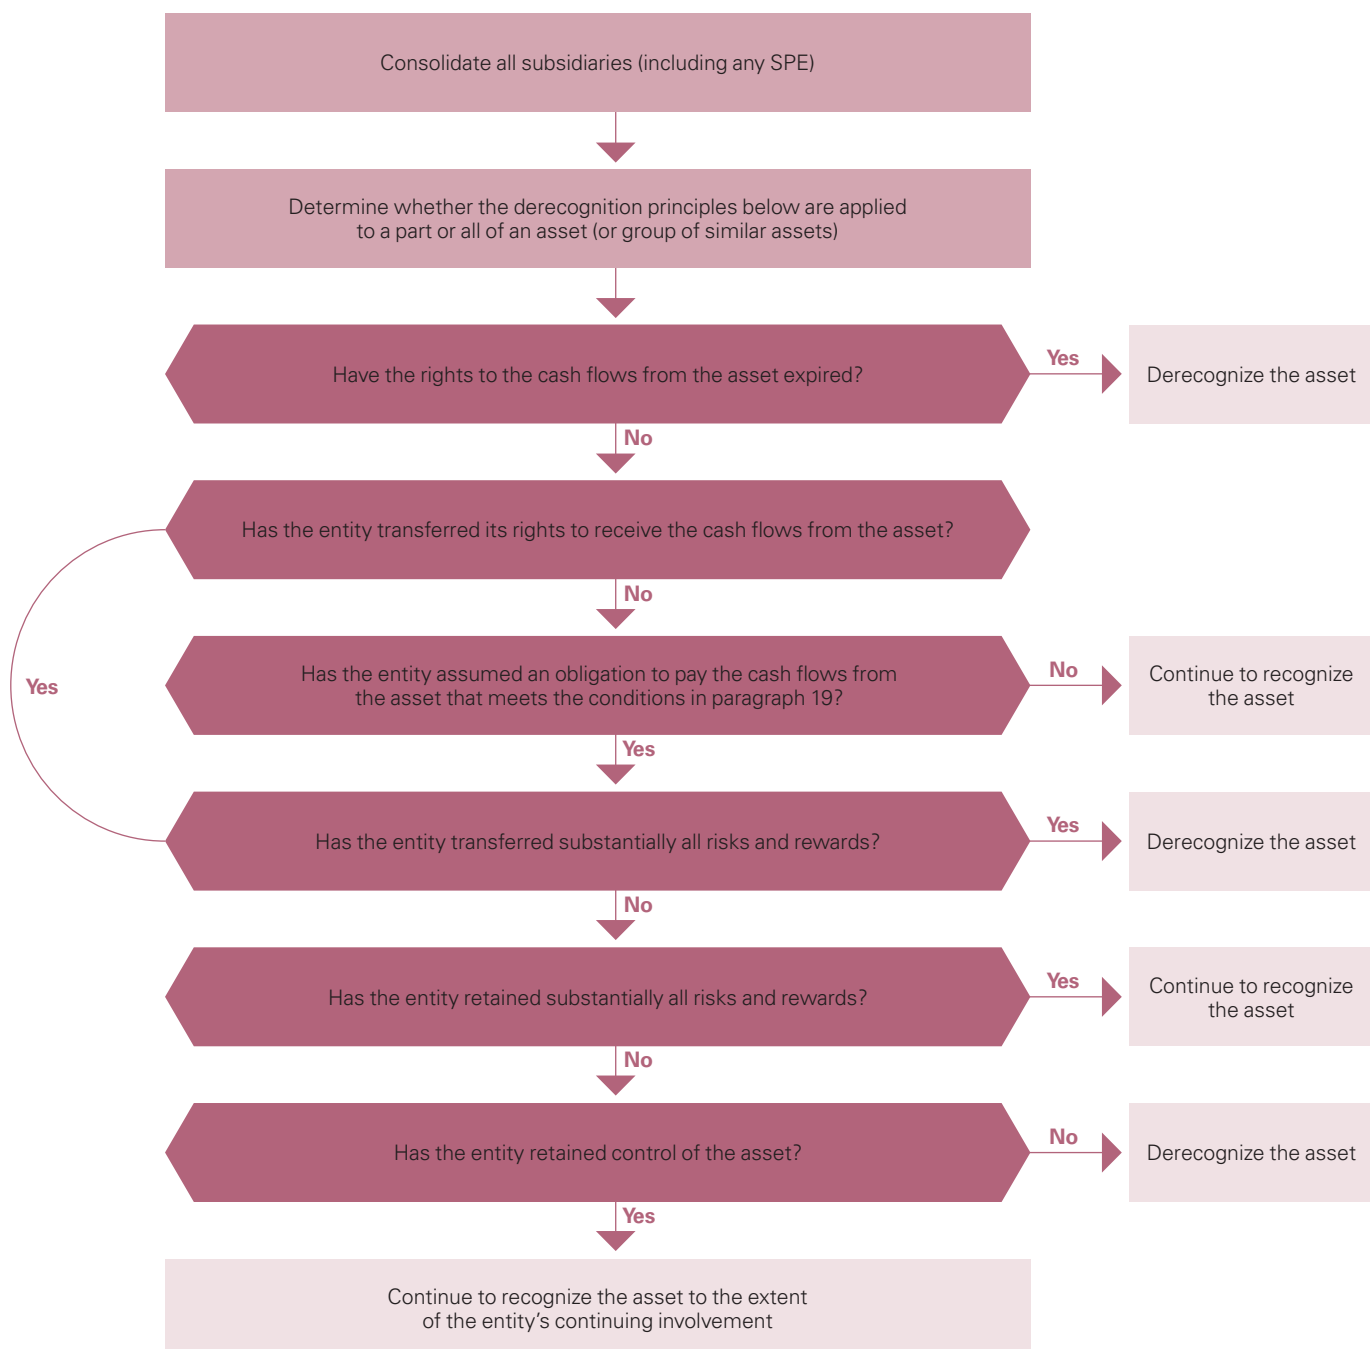 Consolidate all subsidiaries (including any SPE)
Determine whether the derecognition principles below are applied
to a part or all of an asset (or group of similar assets)
Have the rights to the cash flows from the asset expired?
Yes
Derecognize the asset
No
Has the entity transferred its rights to receive the cash flows from the asset?
No
Yes
Has the entity assumed an obligation to pay the cash flows from
the asset that meets the conditions in paragraph 19?
No
Continue to recognize
the asset
Yes
Has the entity transferred substantially all risks and rewards?
Yes
Derecognize the asset
No
Has the entity retained substantially all risks and rewards?
Yes
Continue to recognize
the asset
No
Has the entity retained control of the asset?
No
Derecognize the asset
Yes
Continue to recognize the asset to the extent
of the entity's continuing involvement